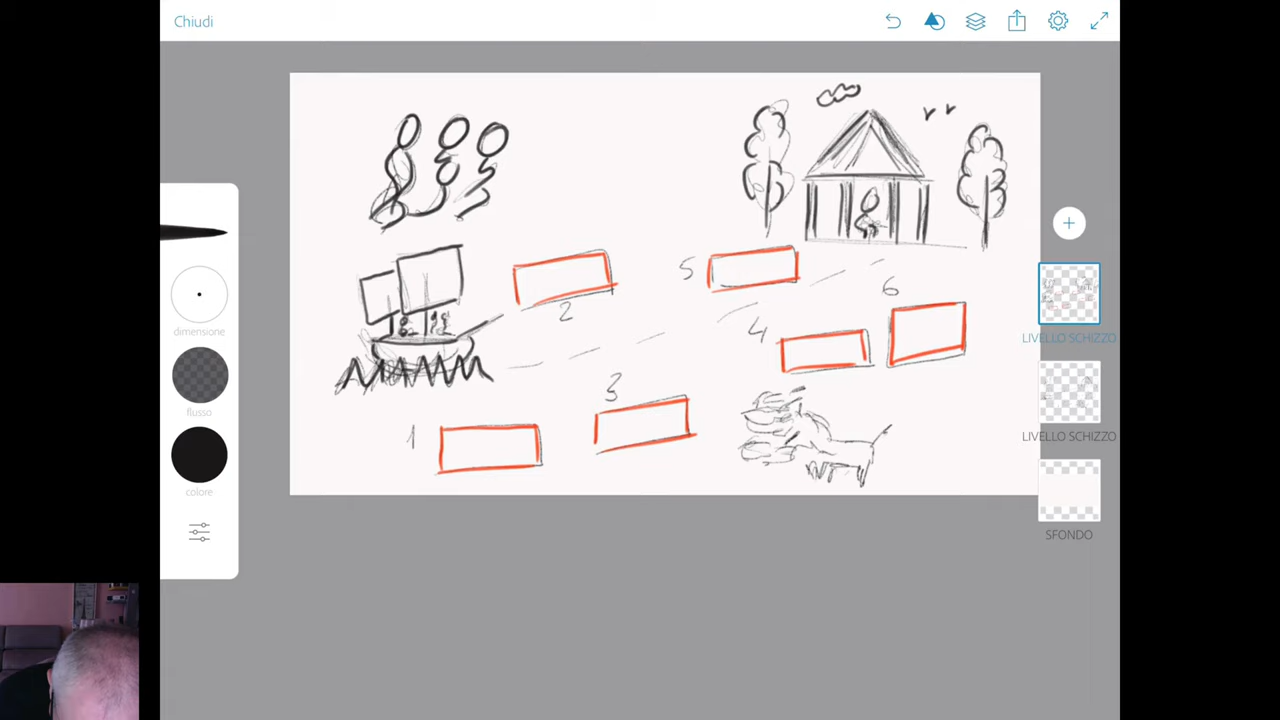 Chiudi
5
6
2
4
3
1
dimensione
flusso
colore
LIVELLO SCHIZZO
LIVELLO SCHIZZO
SFONDO